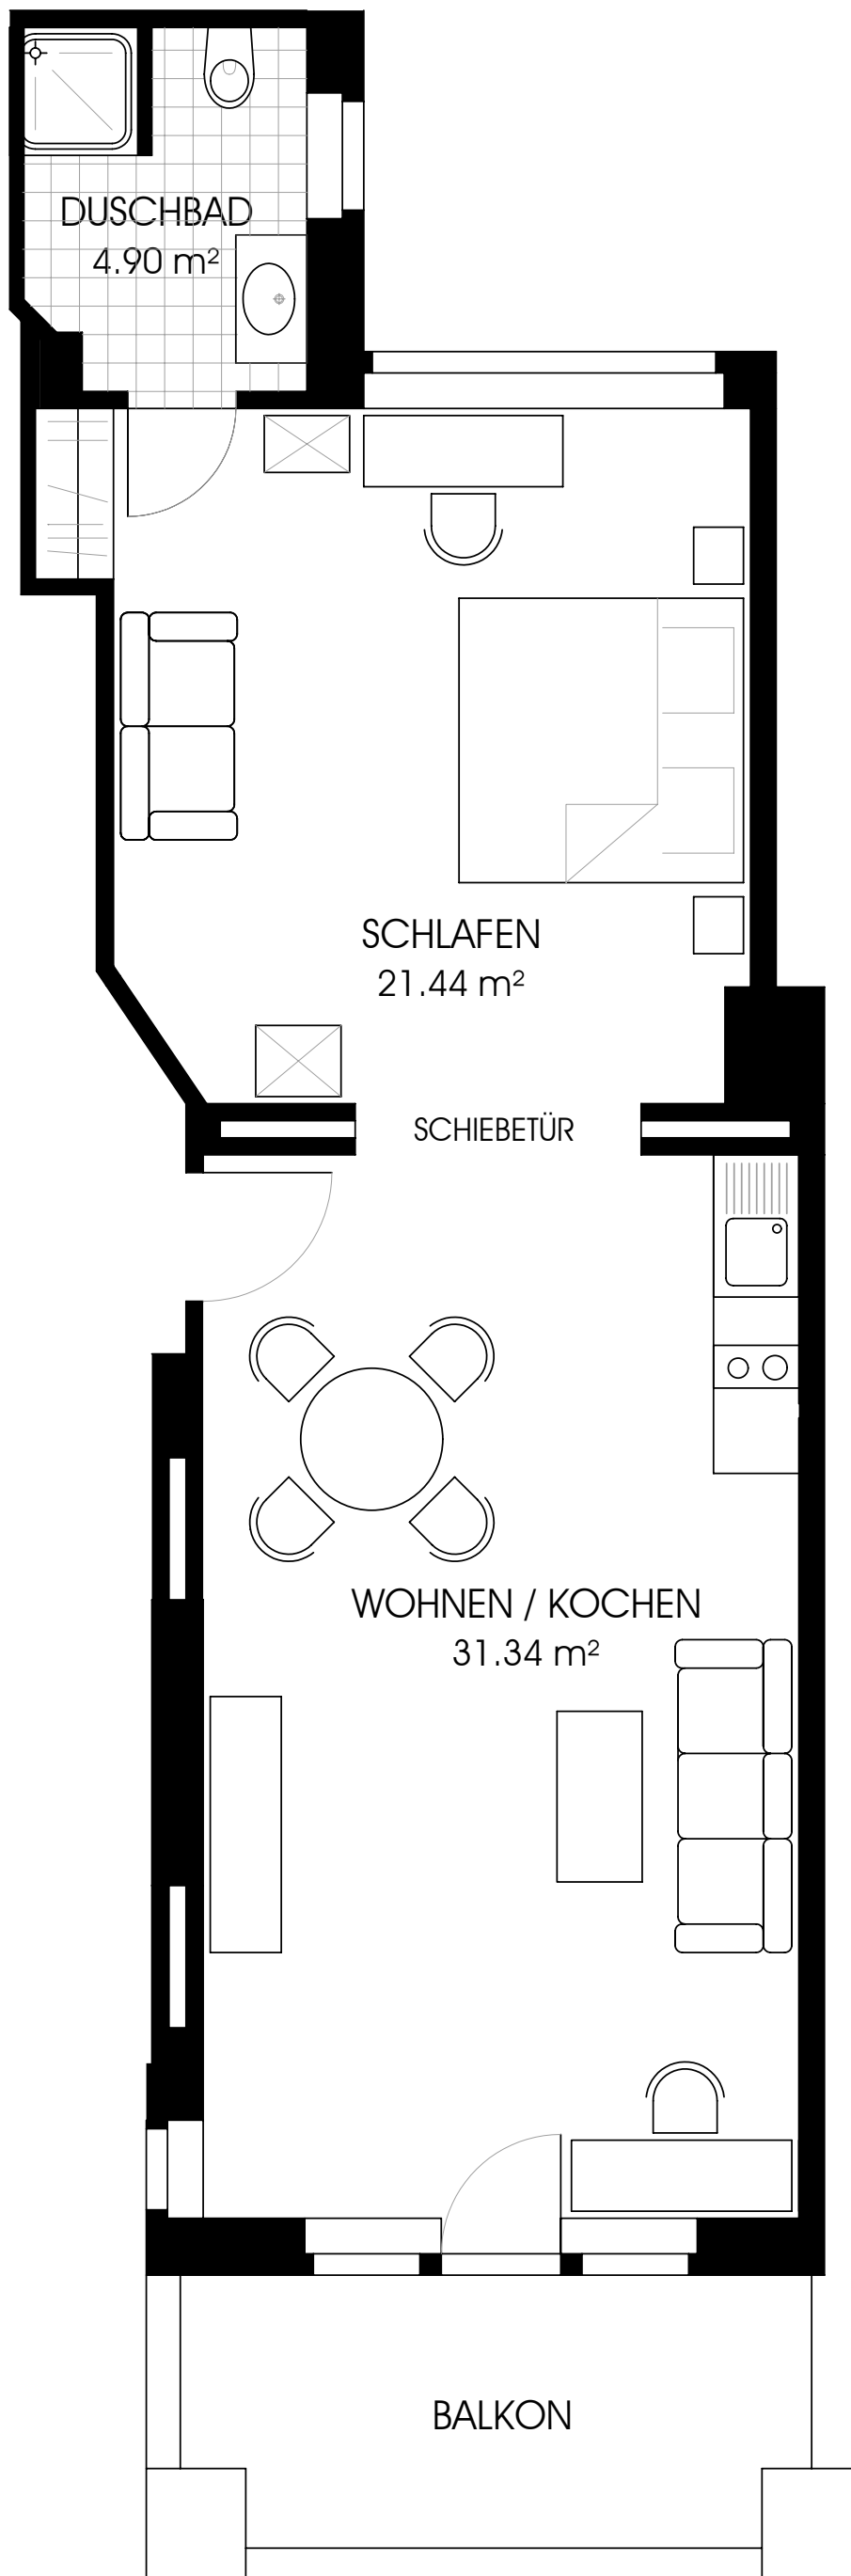 DUSCHBAD
4.90 m²
SCHLAFEN
21.44 m²
SCHIEBETÜR
WOHNEN / KOCHEN
31.34 m²
BALKON